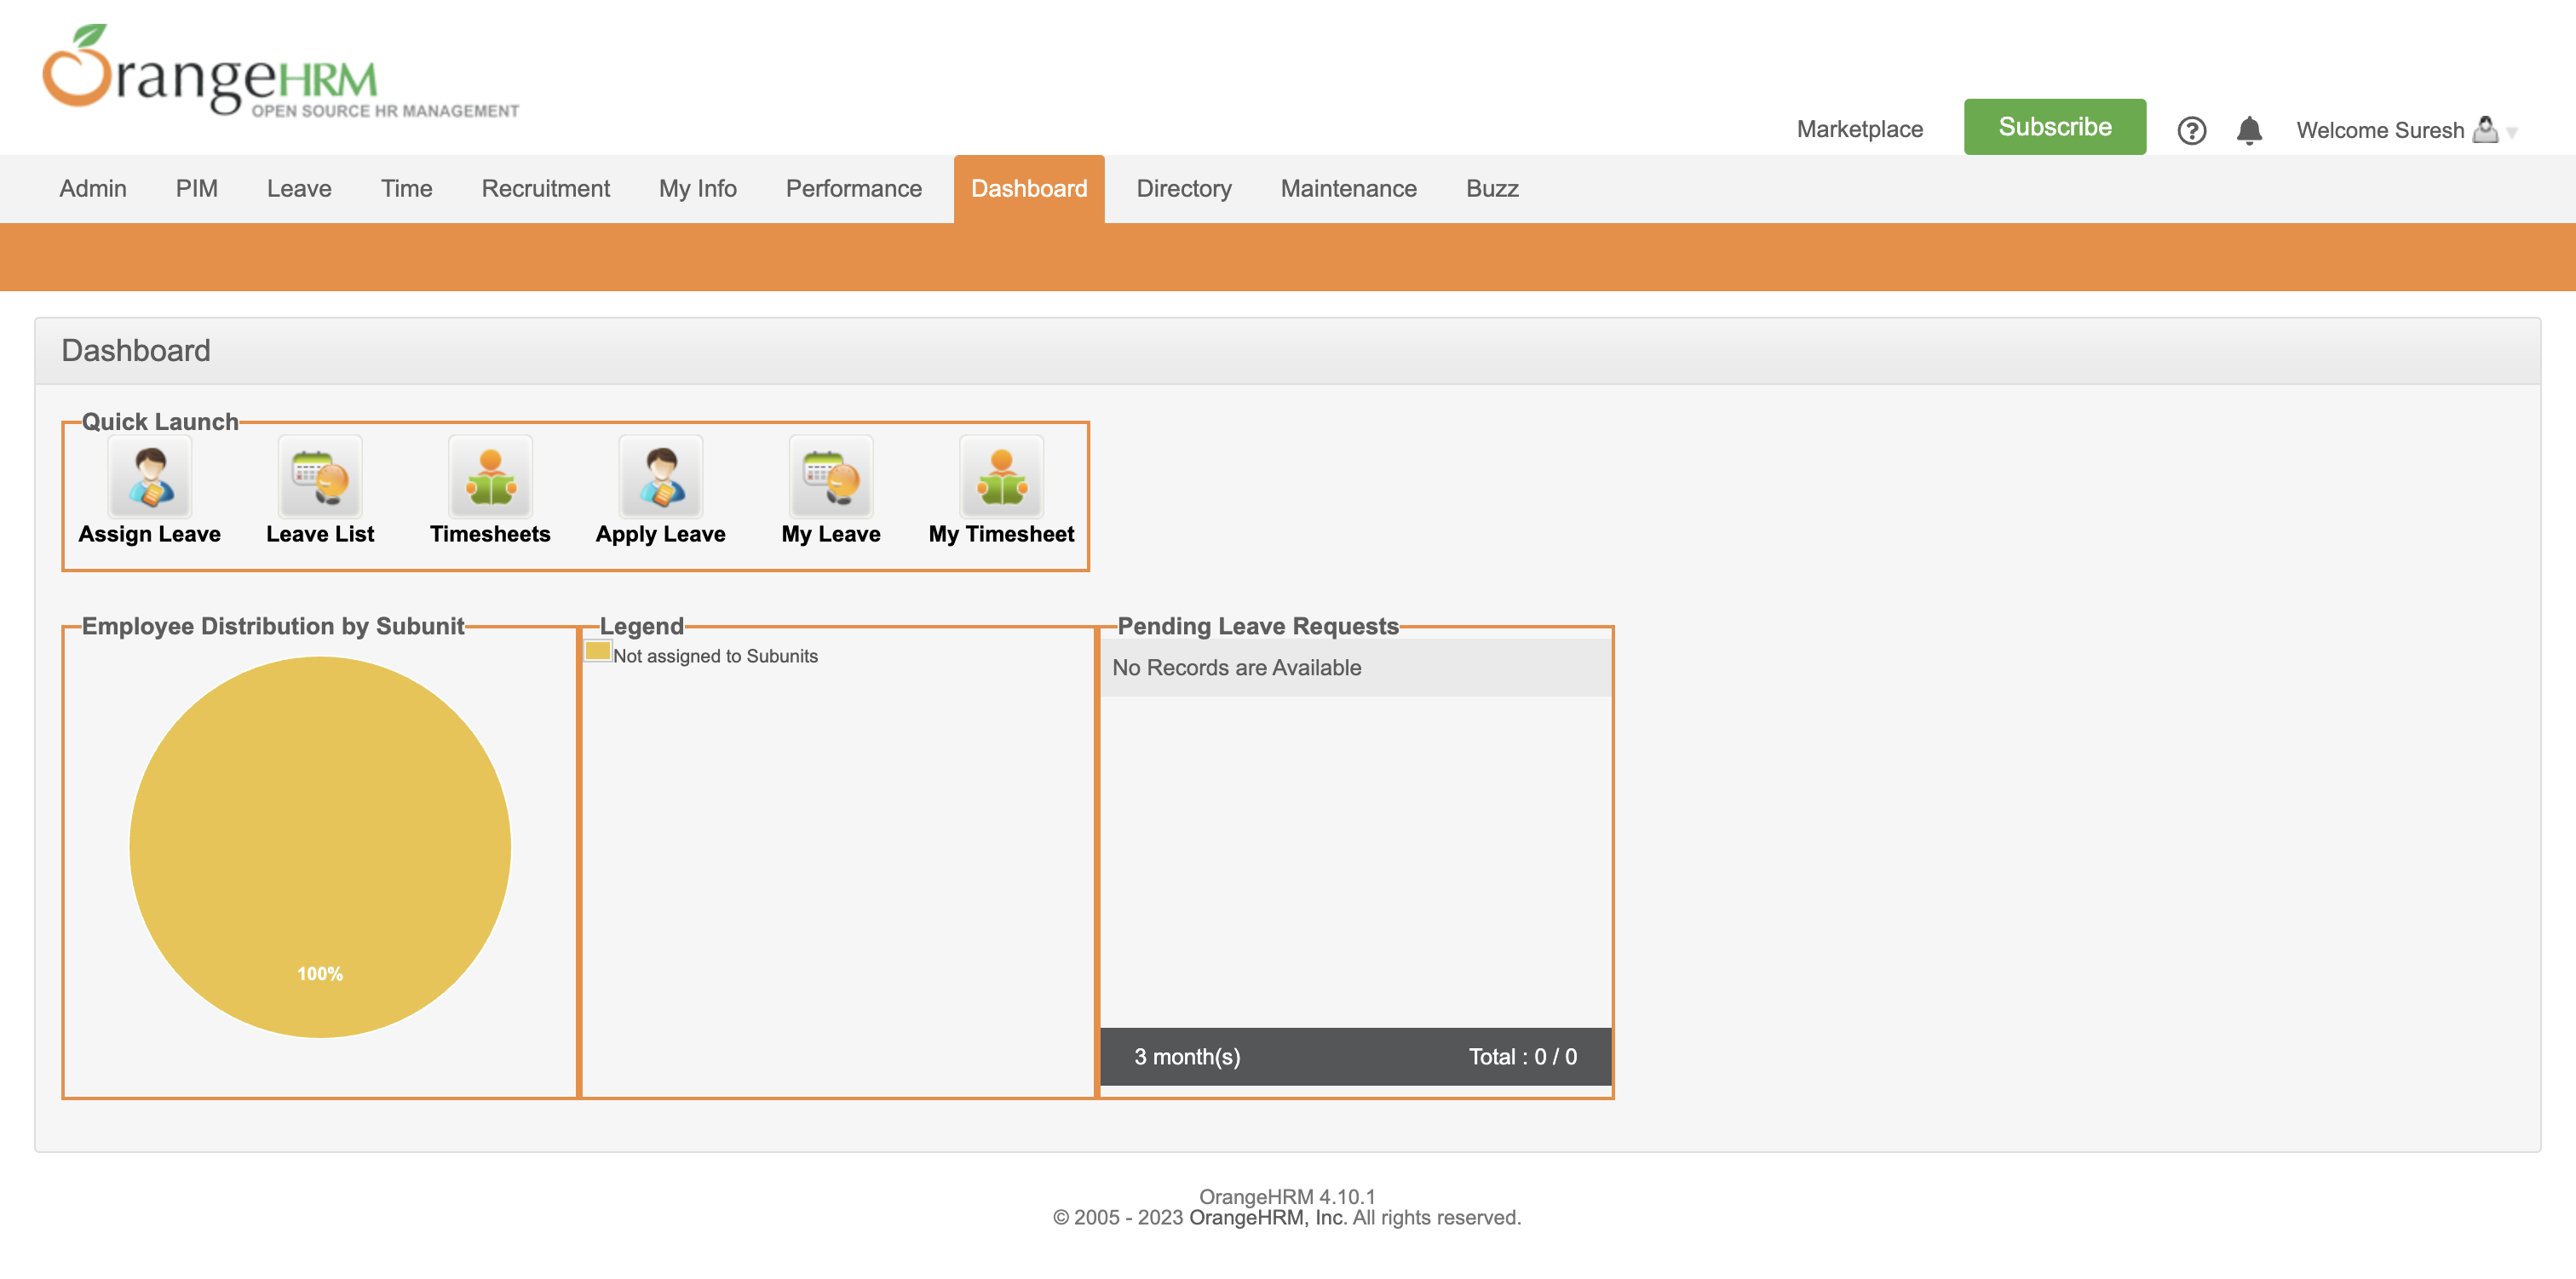 OrangeHRM
OPEN SOURCE HR MANAGEMENT
Marketplace
Subscribe
?
Welcome Suresh
Admin PIM Leave Time Recruitment My Info Performance Dashboard Directory Maintenance Buzz
Dashboard
Quick Launch
Assign Leave Leave List Timesheets Apply Leave My Leave My Timesheet
Employee Distribution by Subunit
100%
Legend
Not assigned to Subunits
Pending Leave Requests
No Records are Available
3 month(s) Total : 0 / 0
OrangeHRM 4.10.1
© 2005 - 2023 OrangeHRM, Inc. All rights reserved.